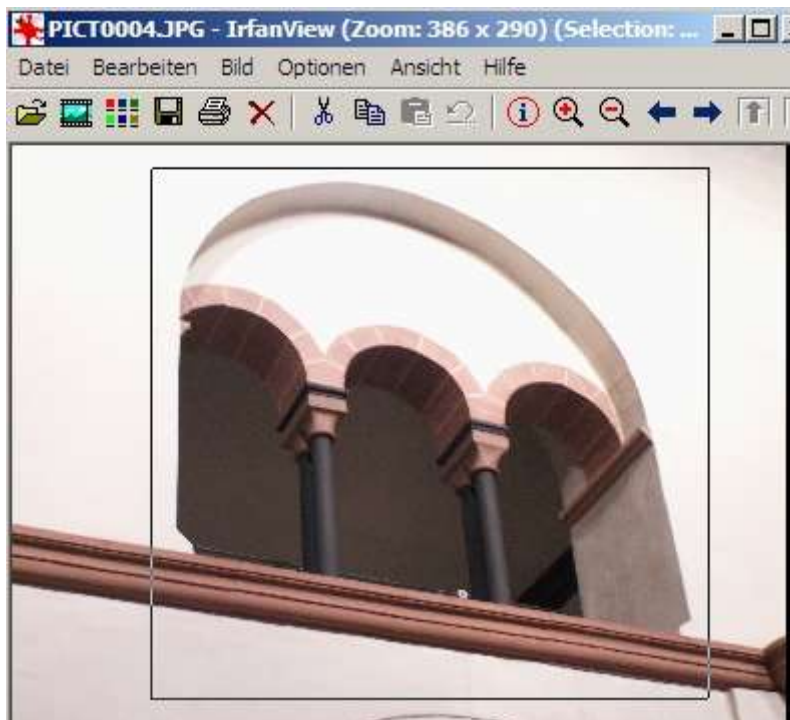 PICT0004.JPG - IrfanView (Zoom: 386 x 290) (Selection: ...
Datei Bearbeiten Bild Optionen Ansicht Hilfe